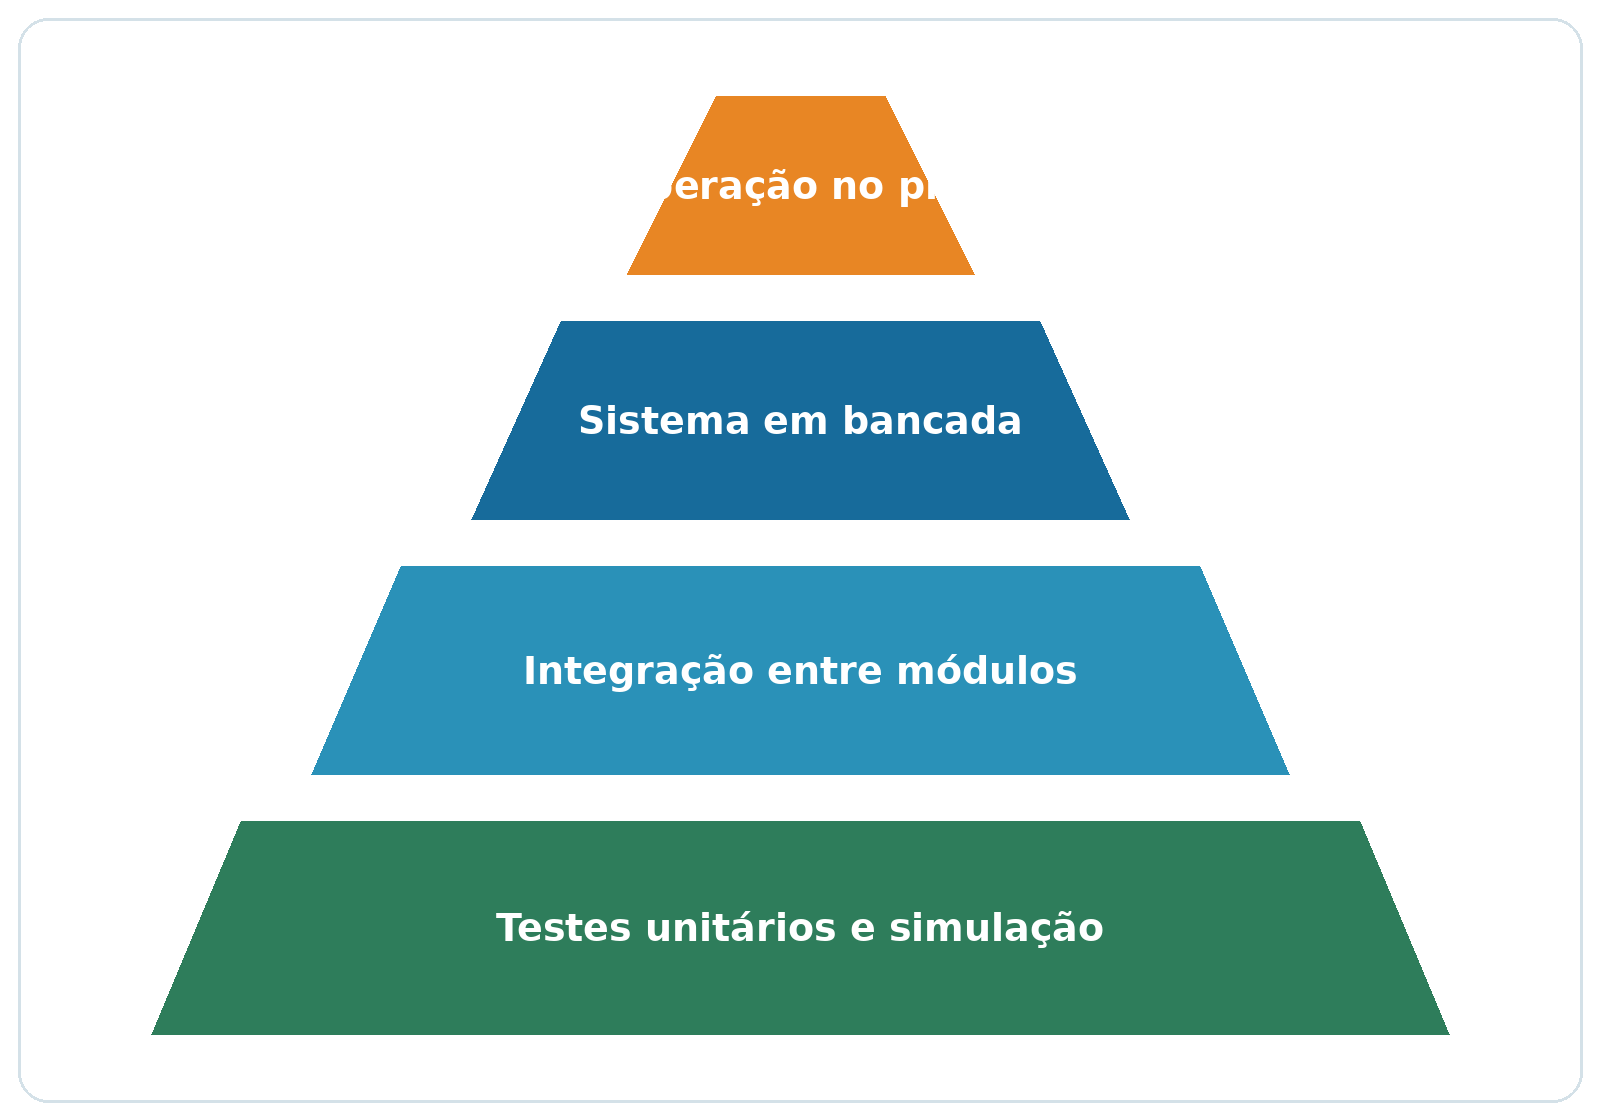 no
Sistema em bancada
Integração entre módulos
Testes unitários e simulação